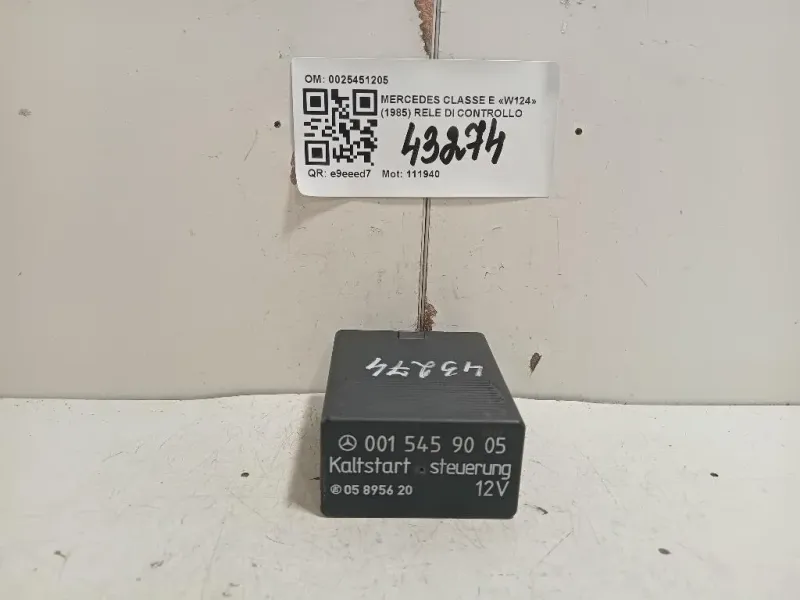 OM: 0025451205
MERCEDES CLASSE E «W124»
(1985) RELE DI CONTROLLO
43274
QR: e9eeed7 Mot: 111940
43274
001 545 90 05
Kaltstart steuerung
05 8956 20 12V